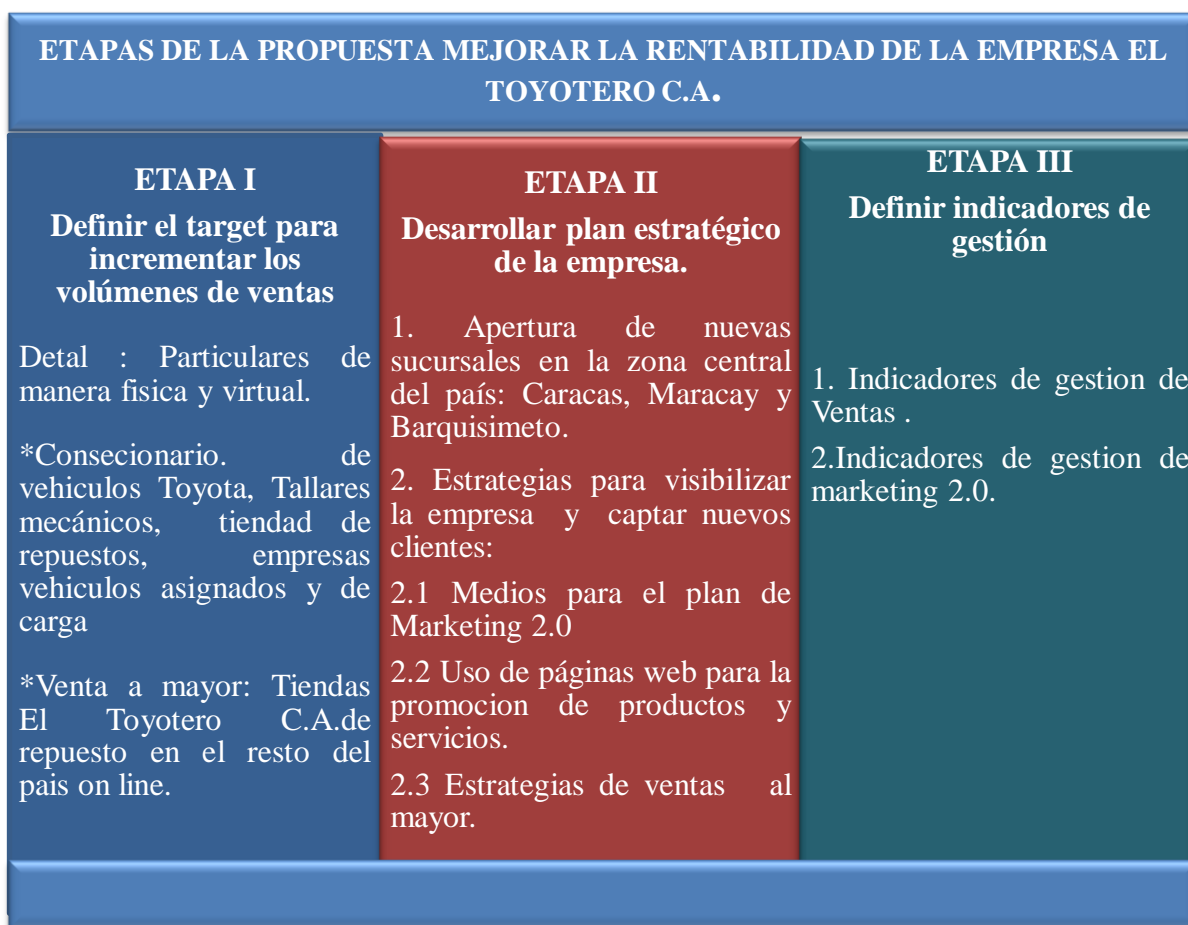 ETAPAS DE LA PROPUESTA MEJORAR LA RENTABILIDAD DE LA EMPRESA EL
TOYOTERO C.A.
ETAPA I
Definir el target para
incrementar los
volúmenes de ventas
Detal : Particulares de
manera fisica y virtual.
*Consecionario. de
vehiculos Toyota, Tallares
mecánicos, tiendad de
repuestos, empresas
vehiculos asignados y de
carga
*Venta a mayor: Tiendas
El Toyotero C.A.de
repuesto en el resto del
pais on line.
ETAPA II
Desarrollar plan estratégico
de la empresa.
1. Apertura de nuevas
sucursales en la zona central
del país: Caracas, Maracay y
Barquisimeto.
2. Estrategias para visibilizar
la empresa y captar nuevos
clientes:
2.1 Medios para el plan de
Marketing 2.0
2.2 Uso de páginas web para la
promocion de productos y
servicios.
2.3 Estrategias de ventas al
mayor.
ETAPA III
Definir indicadores de
gestión
1. Indicadores de gestion de
Ventas .
2.Indicadores de gestion de
marketing 2.0.